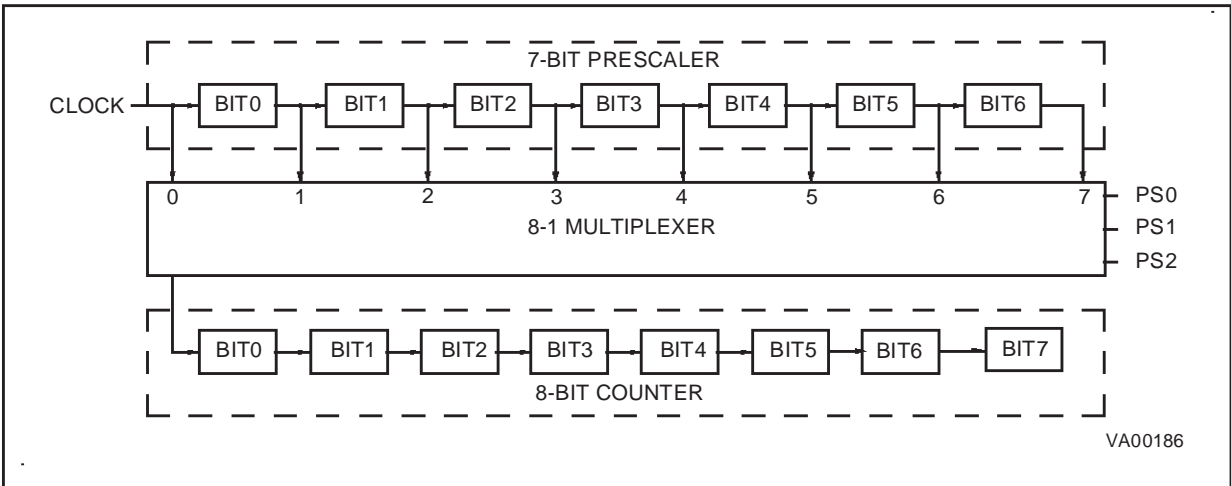 7-BIT PRESCALER
CLOCK BIT0 BIT1 BIT2 BIT3 BIT4 BIT5 BIT6
0 1 2 3 4 5 6 7 PS0
8-1 MULTIPLEXER PS1
PS2
BIT0 BIT1 BIT2 BIT3 BIT4 BIT5 BIT6 BIT7
8-BIT COUNTER
VA00186